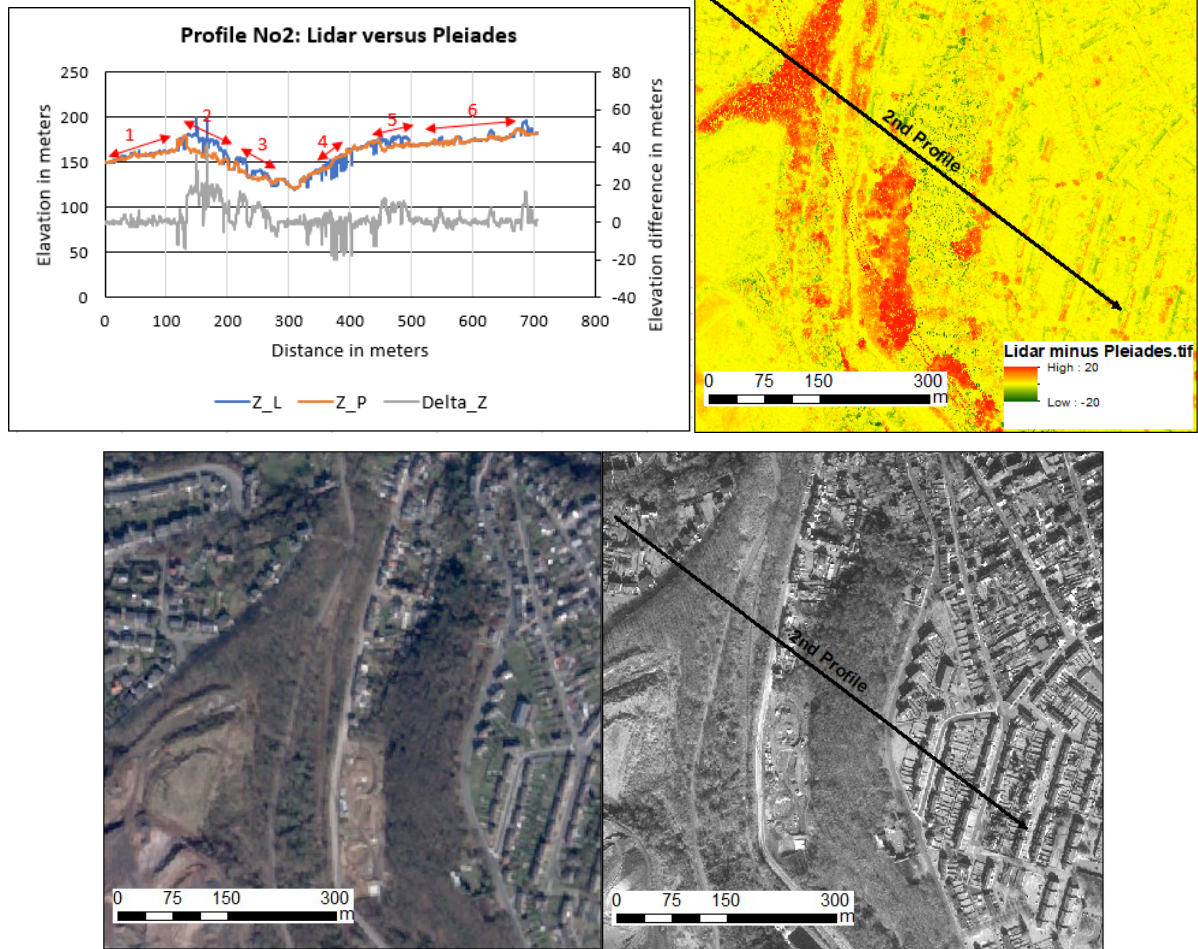 Profile No2: Lidar versus Pleiades
250
200
150
100
50
0
Elavation in meters
80
60
40
20
0
-20
-40
Elevation difference in meters
1
2
3
4
5
6
0 100 200 300 400 500 600 700 800
Distance in meters
Z_L Z_P Delta_Z
2nd Profile
Lidar minus Pleiades.tif
High : 20
Low : -20
0 75 150 300
m
0 75 150 300
m
2nd Profile
0 75 150 300
m